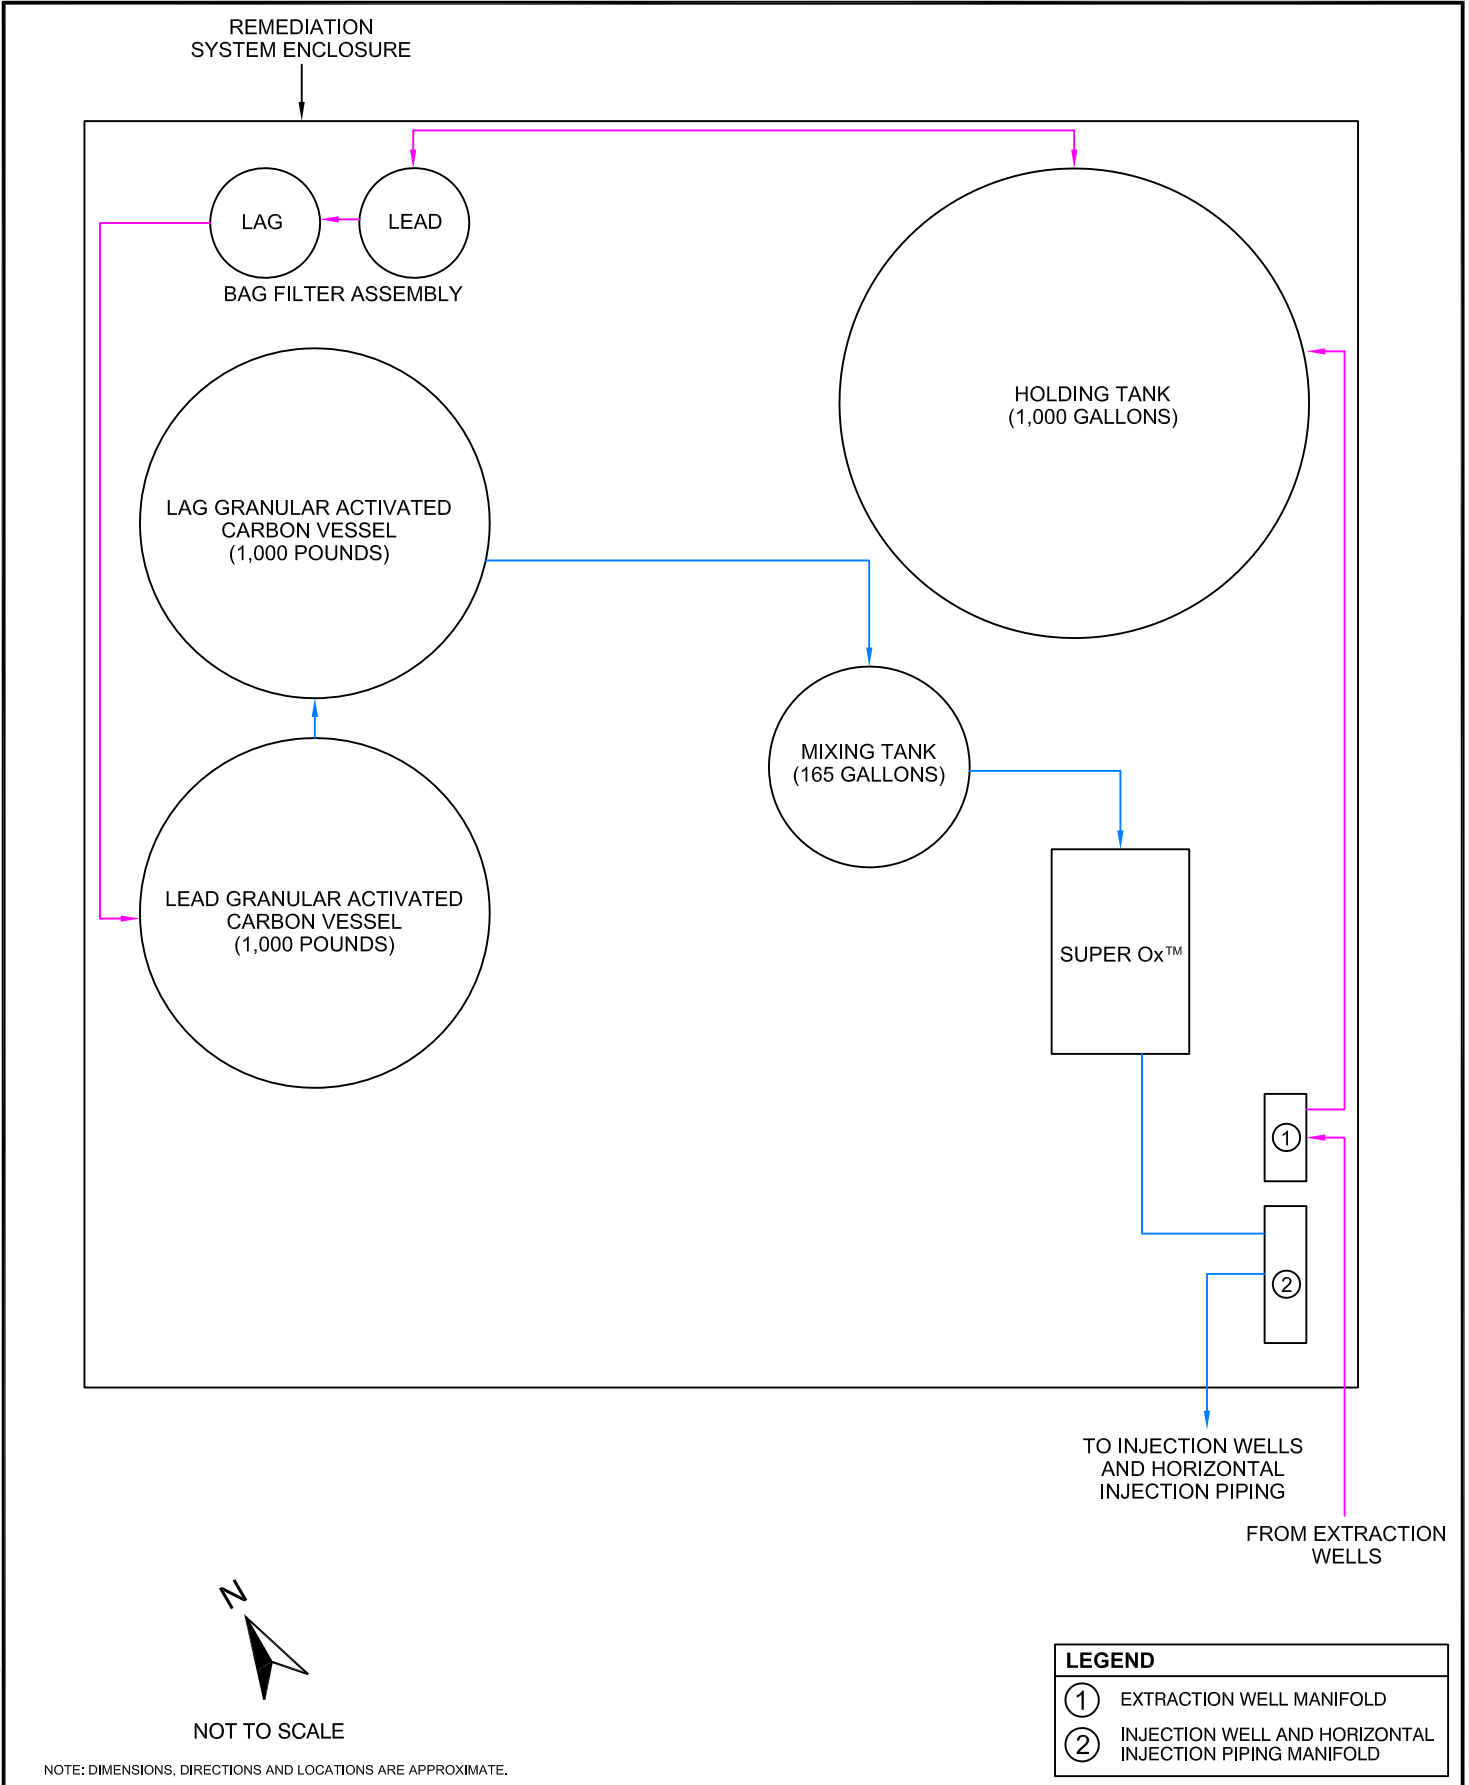 REMEDIATION
SYSTEM ENCLOSURE
LAG
LEAD
BAG FILTER ASSEMBLY
HOLDING TANK
(1,000 GALLONS)
LAG GRANULAR ACTIVATED
CARBON VESSEL
(1,000 POUNDS)
MIXING TANK
(165 GALLONS)
LEAD GRANULAR ACTIVATED
CARBON VESSEL
(1,000 POUNDS)
SUPER Ox™
1
2
TO INJECTION WELLS
AND HORIZONTAL
INJECTION PIPING
FROM EXTRACTION
WELLS
N
NOT TO SCALE
NOTE: DIMENSIONS, DIRECTIONS AND LOCATIONS ARE APPROXIMATE.
LEGEND
1 EXTRACTION WELL MANIFOLD
2 INJECTION WELL AND HORIZONTAL
INJECTION PIPING MANIFOLD